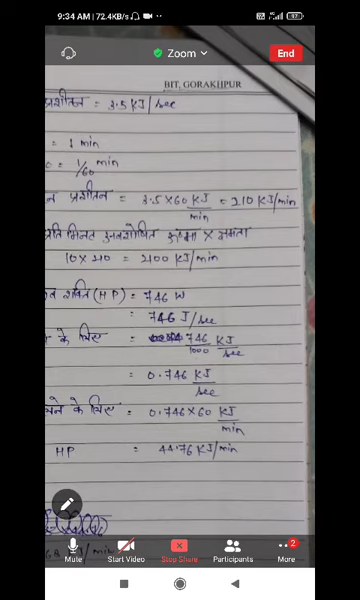 9:34 AM | 72.4KB/s
Zoom
End
BIT, GORAKHPUR
प्रशीतन = 3.5 KJ/sec
= 1 min
= 1/60 min
प्रशीतन = 3.5×60 KJ/min = 210 KJ/min
प्रति मिनट अवशोषित ऊष्मा × क्षमता
10×210 = 2100 KJ/min
शक्ति (HP) = 746 W
= 746 J/sec
के लिए = 746/1000 KJ/sec
= 0.746 KJ/sec
के लिए = 0.746×60 KJ/min
HP = 44.76 KJ/min
Mute
Start Video
Stop Share
Participants
2
More